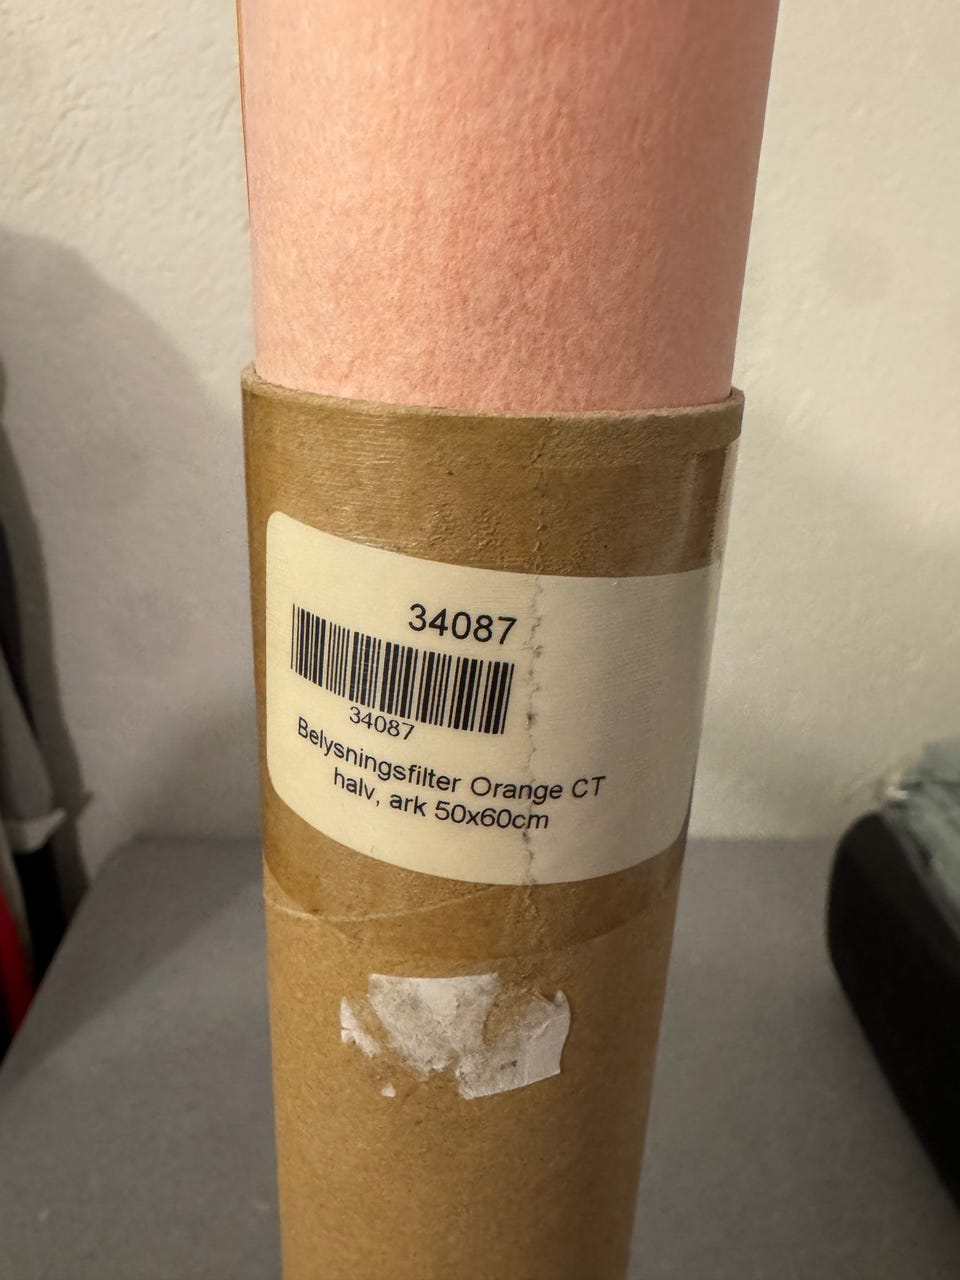 34087
34087
Belysningsfilter Orange CT
halv, ark 50x60cm